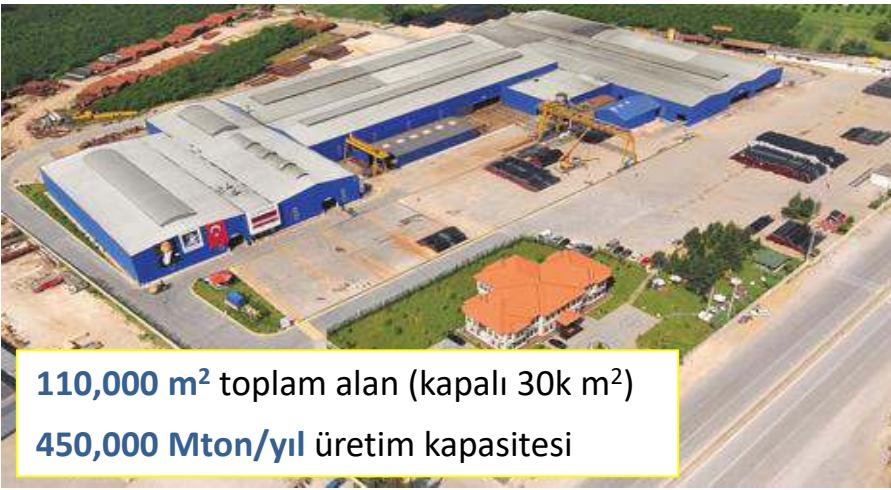 110,000 m² toplam alan (kapalı 30k m²)
450,000 Mton/yıl üretim kapasitesi